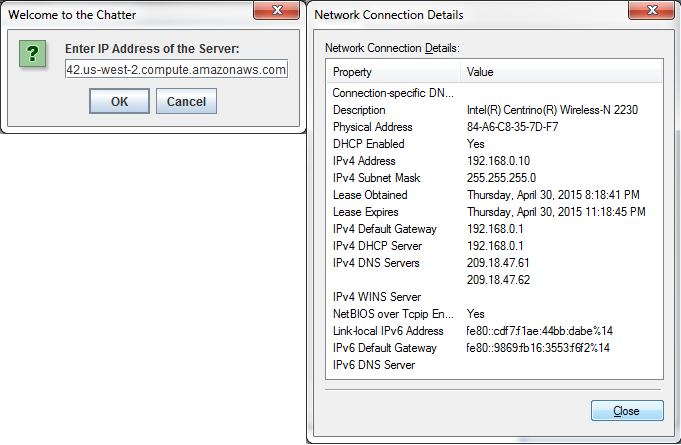 Welcome to the Chatter
?
Enter IP Address of the Server:
42.us-west-2.compute.amazonaws.com
OK Cancel
Network Connection Details
Network Connection Details:
Property Value
Connection-specific DN...
Description Intel(R) Centrino(R) Wireless-N 2230
Physical Address 84-A6-C8-35-7D-F7
DHCP Enabled Yes
IPv4 Address 192.168.0.10
IPv4 Subnet Mask 255.255.255.0
Lease Obtained Thursday, April 30, 2015 8:18:41 PM
Lease Expires Thursday, April 30, 2015 11:18:45 PM
IPv4 Default Gateway 192.168.0.1
IPv4 DHCP Server 192.168.0.1
IPv4 DNS Servers 209.18.47.61
209.18.47.62
IPv4 WINS Server
NetBIOS over Tcpip En... Yes
Link-local IPv6 Address fe80::cdf7:f1ae:44bb:dabe%14
IPv6 Default Gateway fe80::9869:fb16:3553:f6f2%14
IPv6 DNS Server
Close